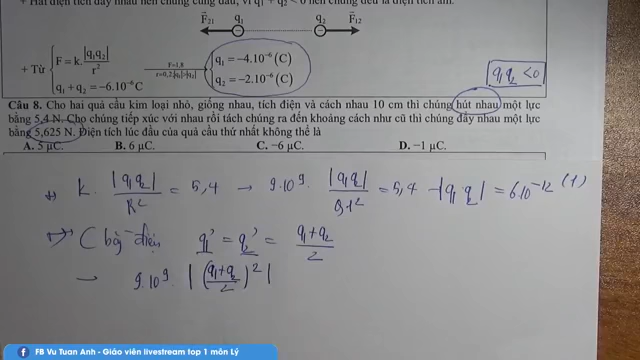 + Hai điện tích đẩy nhau nên chúng cùng dấu, vì q₁ + q₂ < 0 nên chúng đều là điện tích âm.
F⃗₂₁ q₁ q₂ F⃗₁₂
+ Từ { F = k.|q₁q₂|/r² ; q₁ + q₂ = −6.10⁻⁶C F=1,8 r=0,2;|q₁|>|q₂| { q₁ = −4.10⁻⁶ (C) ; q₂ = −2.10⁻⁶ (C)
q₁q₂ < 0
Câu 8. Cho hai quả cầu kim loại nhỏ, giống nhau, tích điện và cách nhau 10 cm thì chúng hút nhau một lực
bằng 5,4 N. Cho chúng tiếp xúc với nhau rồi tách chúng ra đến khoảng cách như cũ thì chúng đẩy nhau một lực
bằng 5,625 N. Điện tích lúc đầu của quả cầu thứ nhất không thể là
A. 5 μC. B. 6 μC. C. −6 μC. D. −1 μC.
k. |q₁q₂|/R² = 5,4 → 9.10⁹. |q₁q₂|/0,1² = 5,4 → |q₁q₂| = 6.10⁻¹² (1)
q₁' = q₂' = (q₁+q₂)/2
→ 9.10⁹. |((q₁+q₂)/2)²|
FB Vu Tuan Anh - Giáo viên livestream top 1 môn Lý